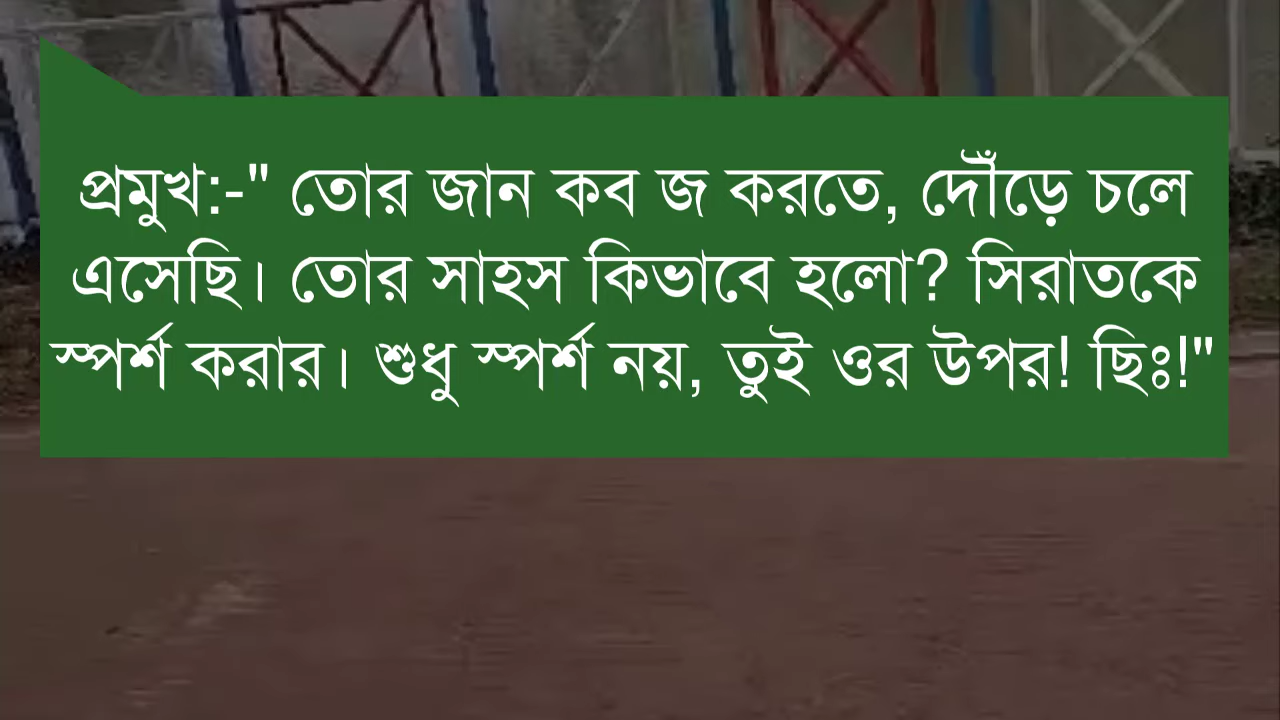 প্রমুখ:-" তোর জান কব জ করতে, দৌঁড়ে চলে
এসেছি। তোর সাহস কিভাবে হলো? সিরাতকে
স্পর্শ করার। শুধু স্পর্শ নয়, তুই ওর উপর! ছিঃ!"